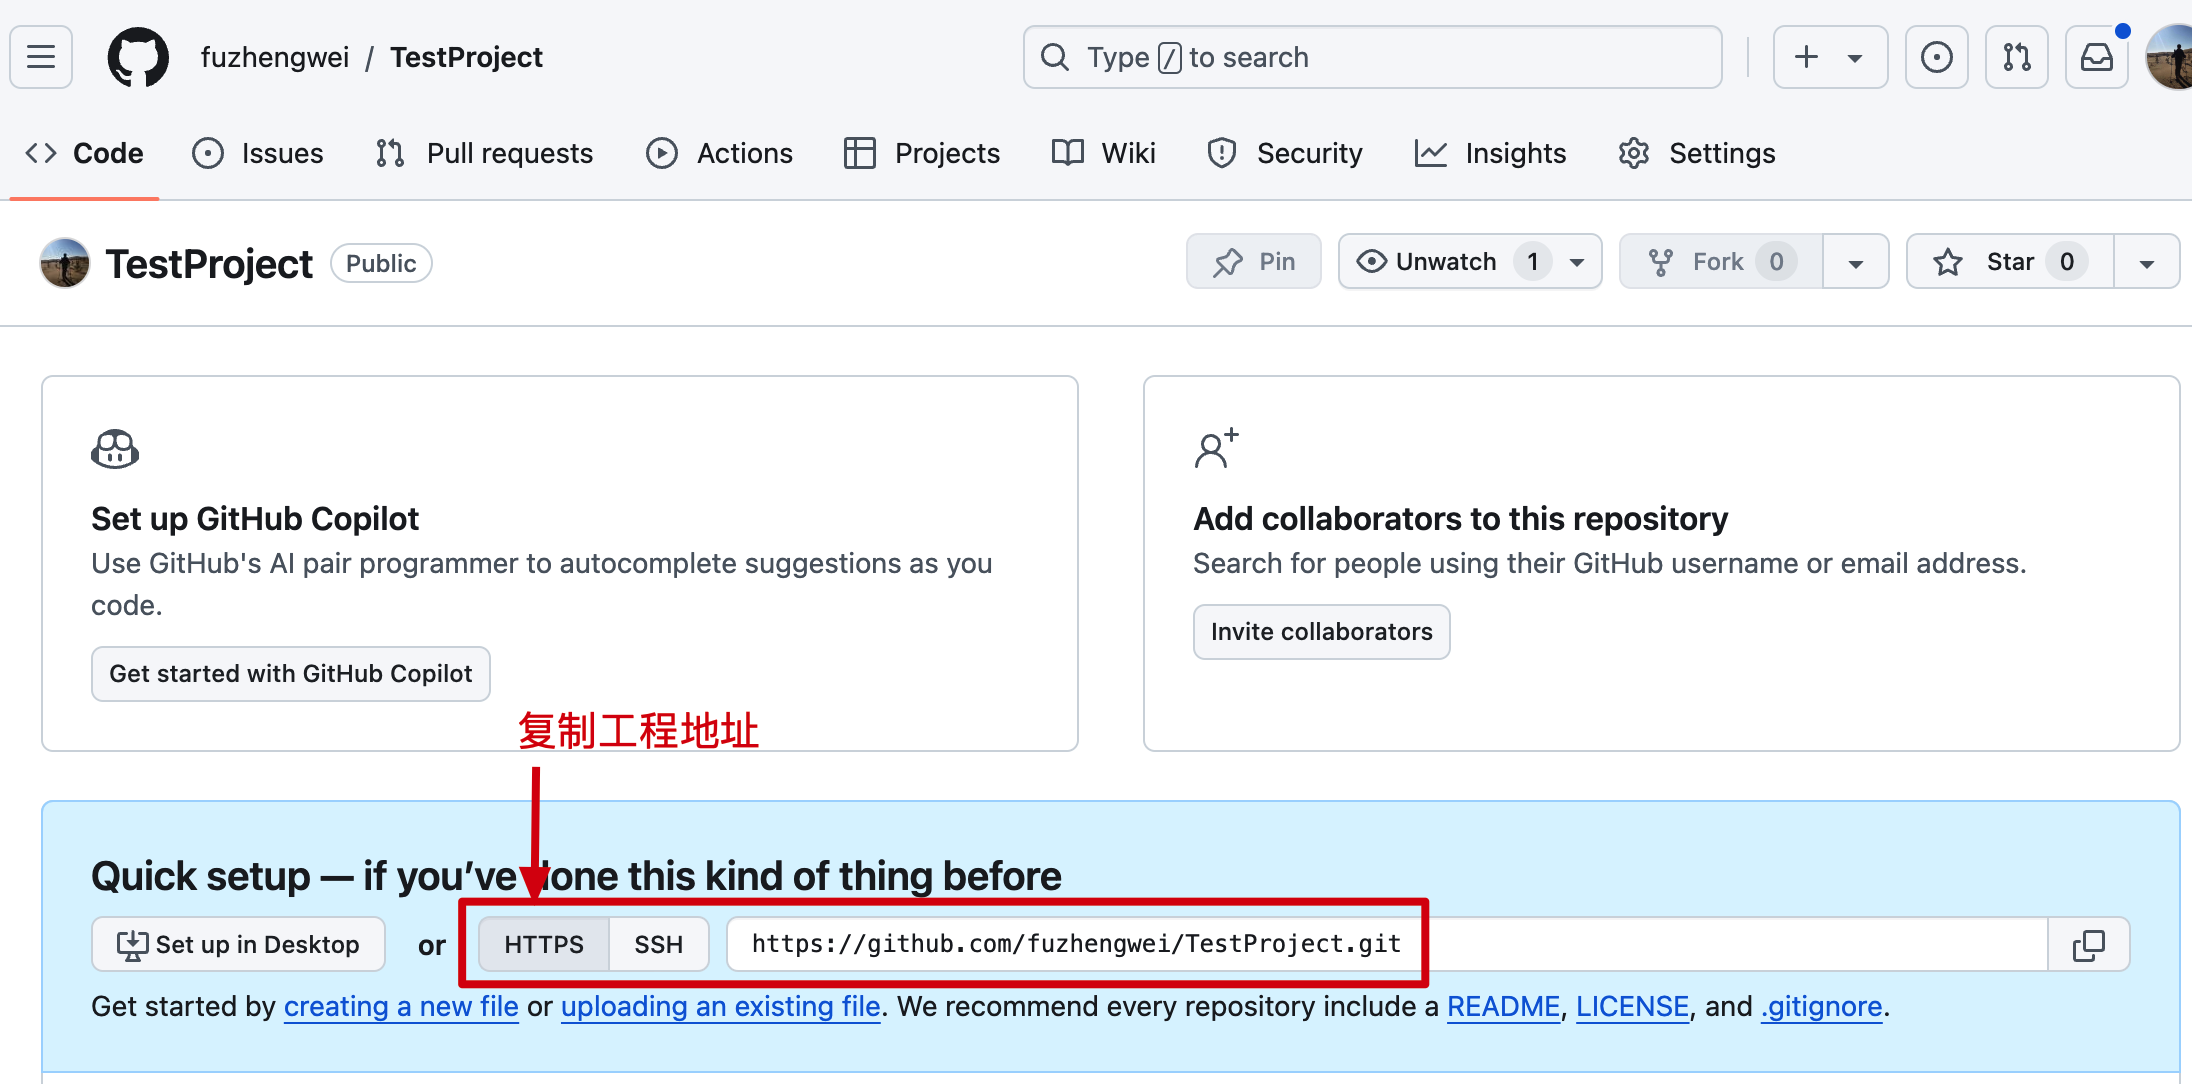 fuzhengwei / TestProject
Type / to search
Code Issues Pull requests Actions Projects Wiki Security Insights Settings
TestProject Public
Pin Unwatch 1 Fork 0 Star 0
Set up GitHub Copilot
Use GitHub's AI pair programmer to autocomplete suggestions as you
code.
Get started with GitHub Copilot
Add collaborators to this repository
Search for people using their GitHub username or email address.
Invite collaborators
复制工程地址
Quick setup — if you’ve done this kind of thing before
Set up in Desktop or HTTPS SSH https://github.com/fuzhengwei/TestProject.git
Get started by creating a new file or uploading an existing file. We recommend every repository include a README, LICENSE, and .gitignore.